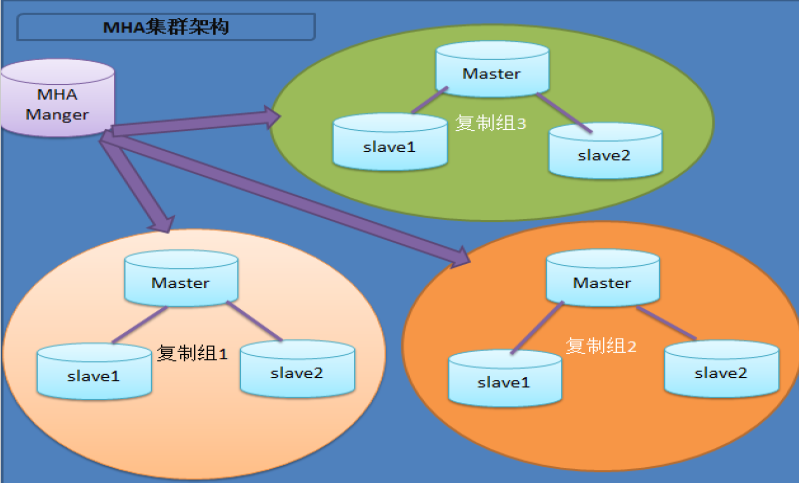 MHA集群架构
MHA
Manger
Master
slave1
复制组3
slave2
Master
slave1
复制组1
slave2
Master
slave1
复制组2
slave2